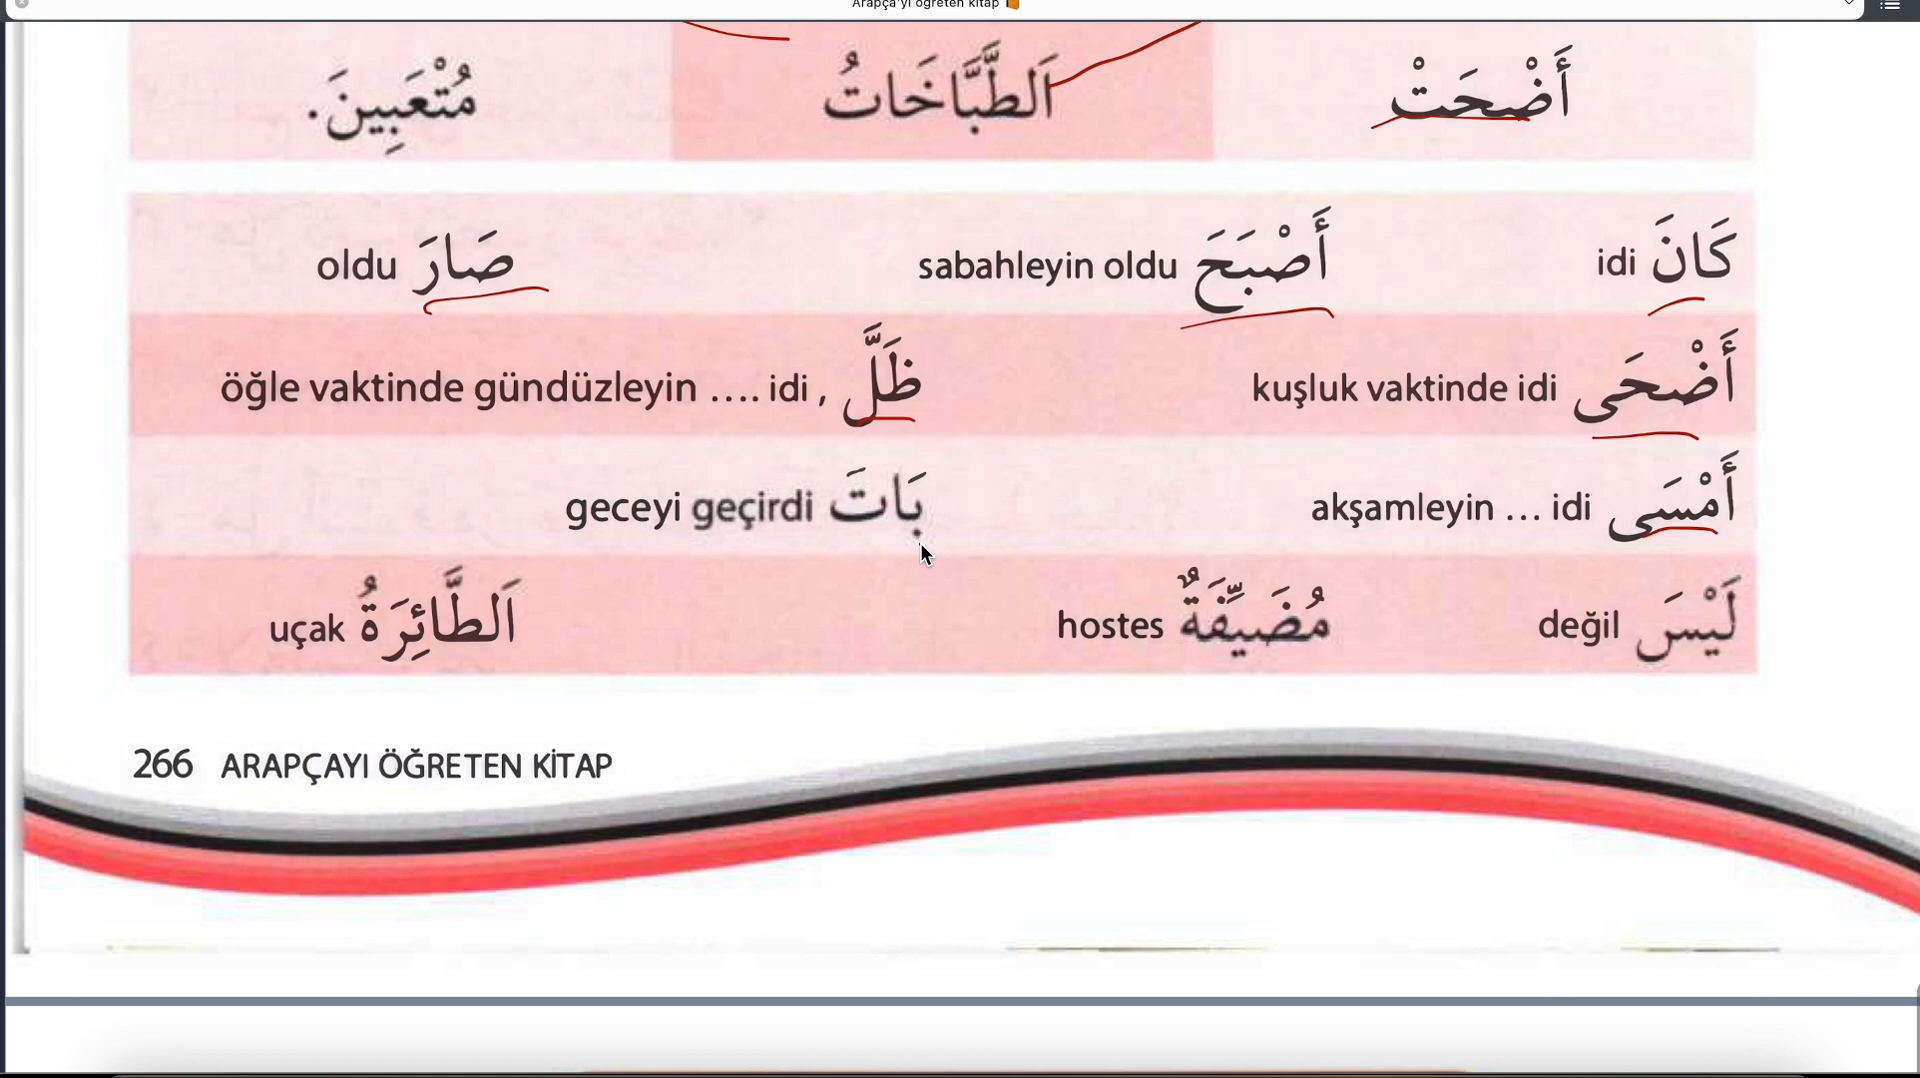 Arapça'yı öğreten kitap
أَضْحَتْ اَلطَّبَّاخَاتُ مُتْعَبِينَ.
كَانَ idi أَصْبَحَ sabahleyin oldu صَارَ oldu
أَضْحَى kuşluk vaktinde idi ظَلَّ öğle vaktinde gündüzleyin .... idi ,
أَمْسَى akşamleyin ... idi بَاتَ geceyi geçirdi
لَيْسَ değil مُضَيِّفَةٌ hostes اَلطَّائِرَةُ uçak
266 ARAPÇAYI ÖĞRETEN KİTAP